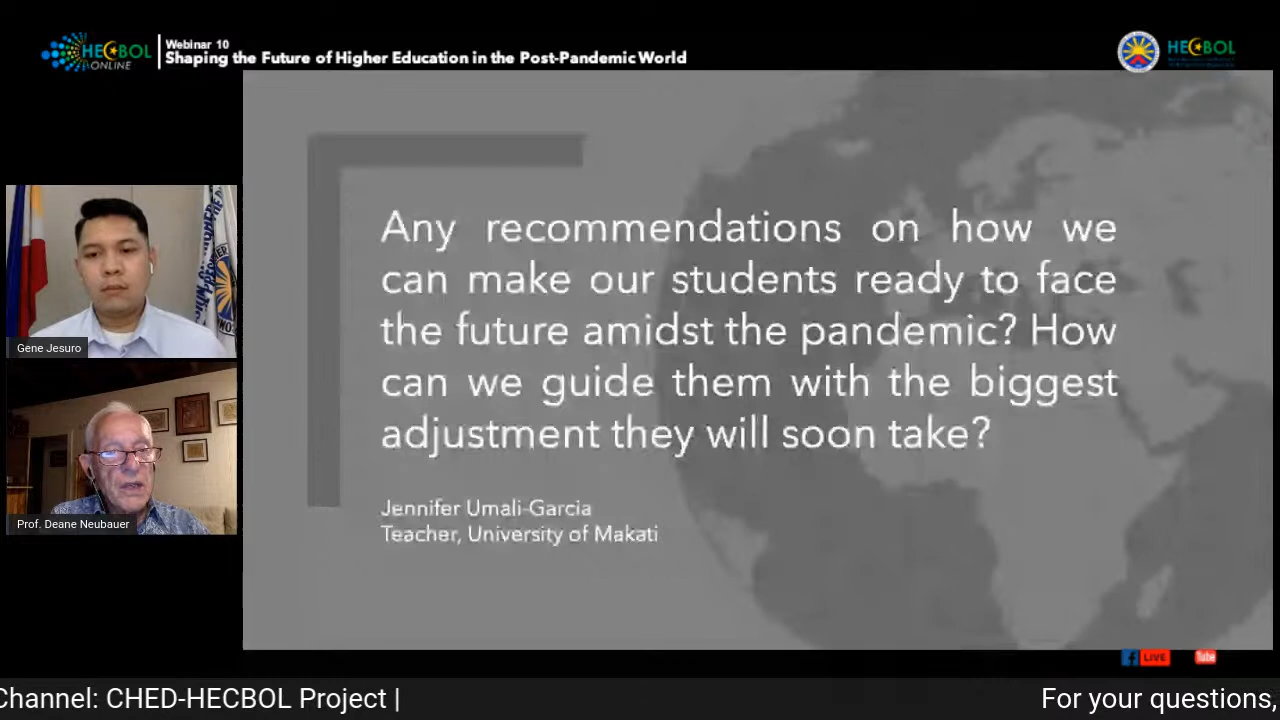 HECBOL
ONLINE
Webinar 10
Shaping the Future of Higher Education in the Post-Pandemic World
HECBOL
Any recommendations on how we
can make our students ready to face
the future amidst the pandemic? How
can we guide them with the biggest
adjustment they will soon take?
Jennifer Umali-Garcia
Teacher, University of Makati
Gene Jesuro
Prof. Deane Neubauer
f LIVE
Tube
Channel: CHED-HECBOL Project |
For your questions,